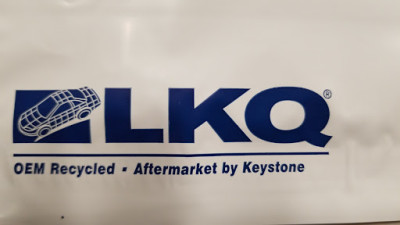 LKQ®
OEM Recycled • Aftermarket by Keystone